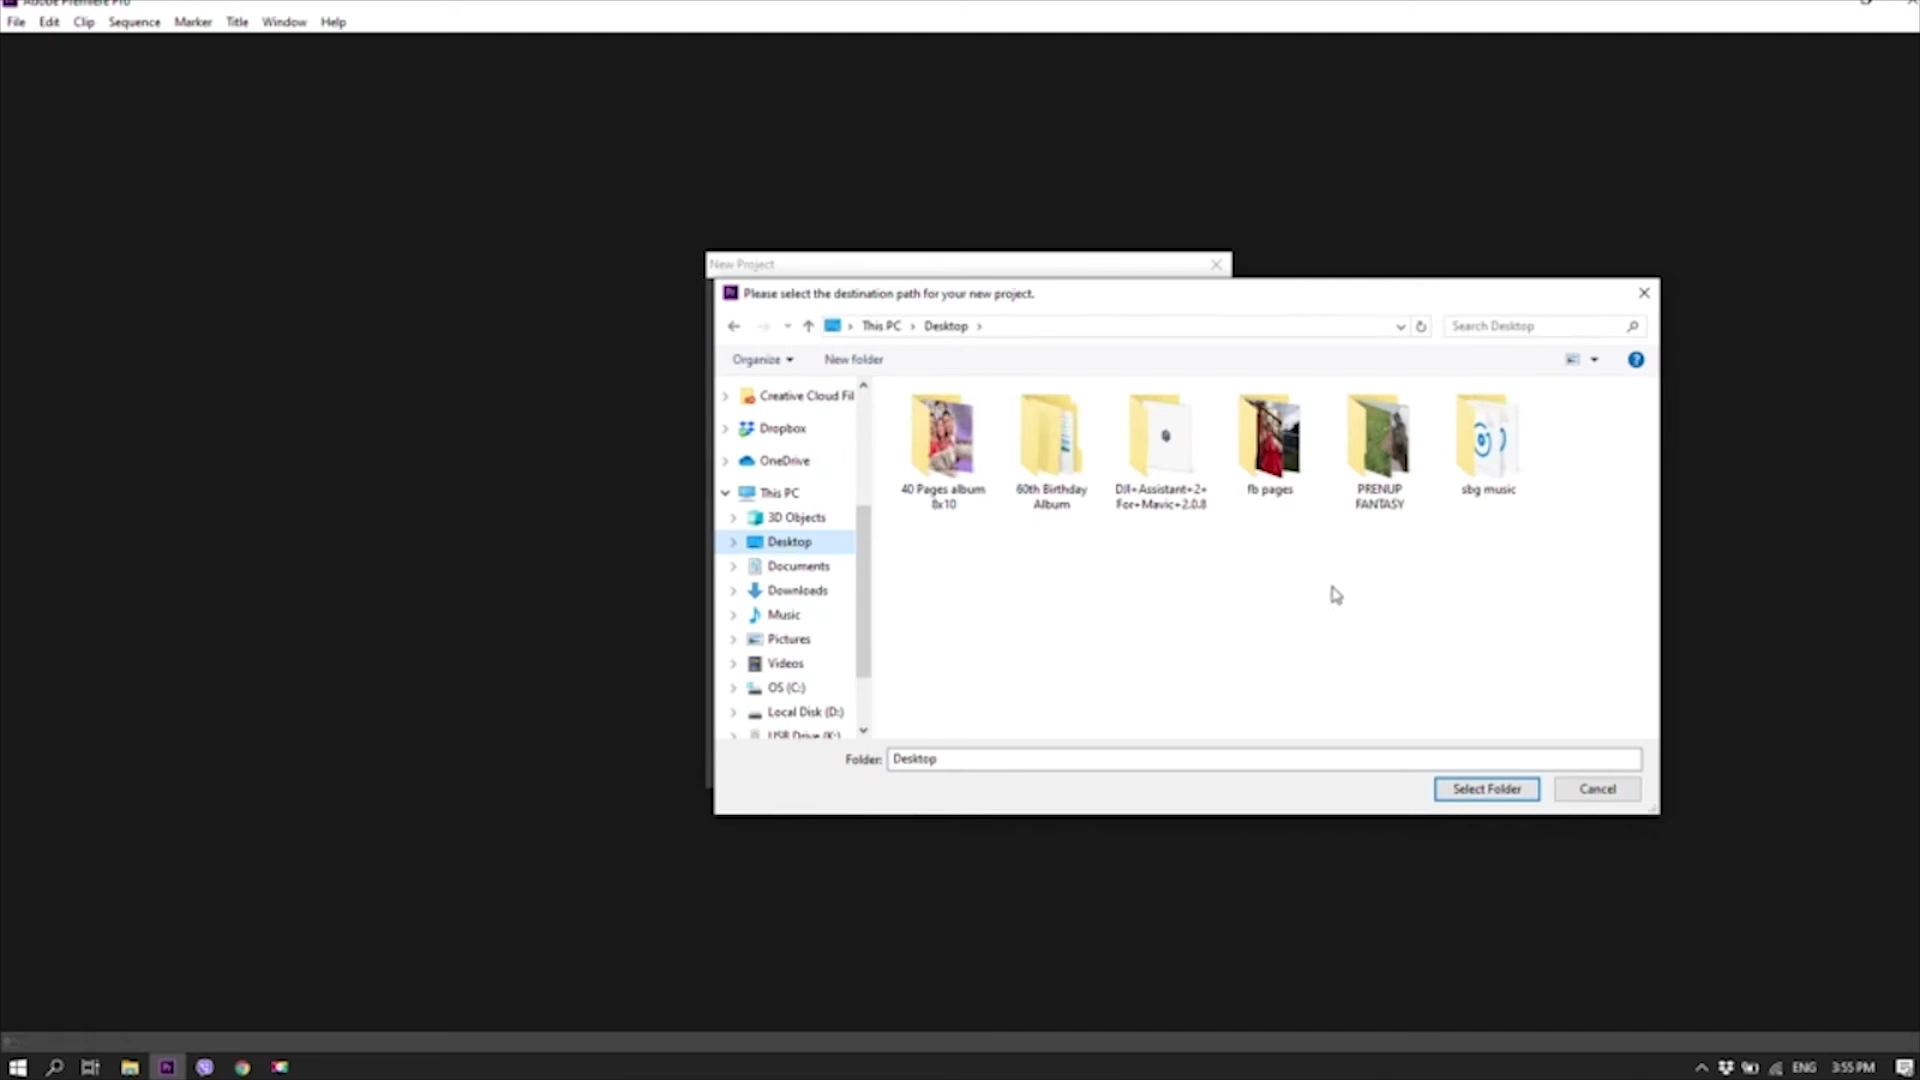 Adobe Premiere Pro
File Edit Clip Sequence Marker Title Window Help
New Project
Please select the destination path for your new project.
This PC › Desktop ›
Search Desktop
Organize New folder
Creative Cloud Fil
Dropbox
OneDrive
This PC
3D Objects
Desktop
Documents
Downloads
Music
Pictures
Videos
OS (C:)
Local Disk (D:)
USB Drive (K:)
40 Pages album
8x10
60th Birthday
Album
DJI+Assistant+2+
For+Mavic+2.0.8
fb pages
PRENUP
FANTASY
sbg music
Folder: Desktop
Select Folder Cancel
ENG 3:55 PM